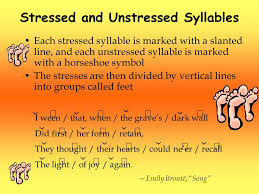 Stressed and Unstressed Syllables
• Each stressed syllable is marked with a slanted
line, and each unstressed syllable is marked
with a horseshoe symbol
• The stresses are then divided by vertical lines
into groups called feet
I ween / that, when / the grave's / dark wall
Did first / her form / retain,
They thought / their hearts / could ne'er / recall
The light / of joy / again.
– Emily Brontë, "Song"